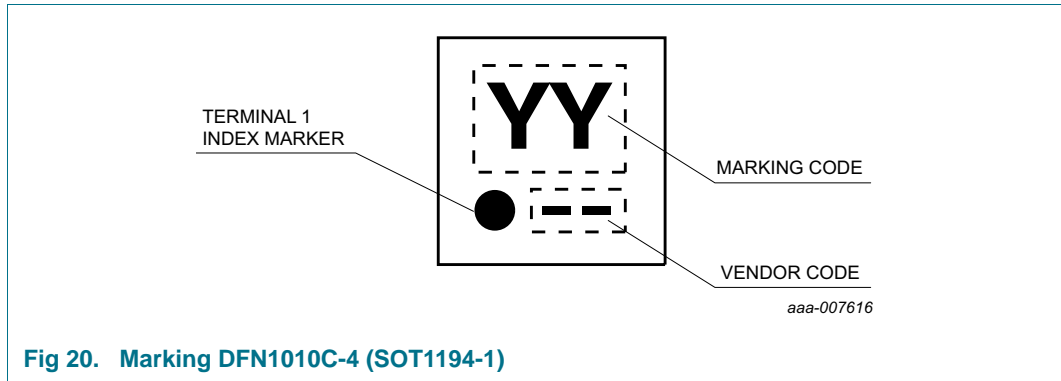 YY
TERMINAL 1
INDEX MARKER
MARKING CODE
VENDOR CODE
aaa-007616
Fig 20. Marking DFN1010C-4 (SOT1194-1)